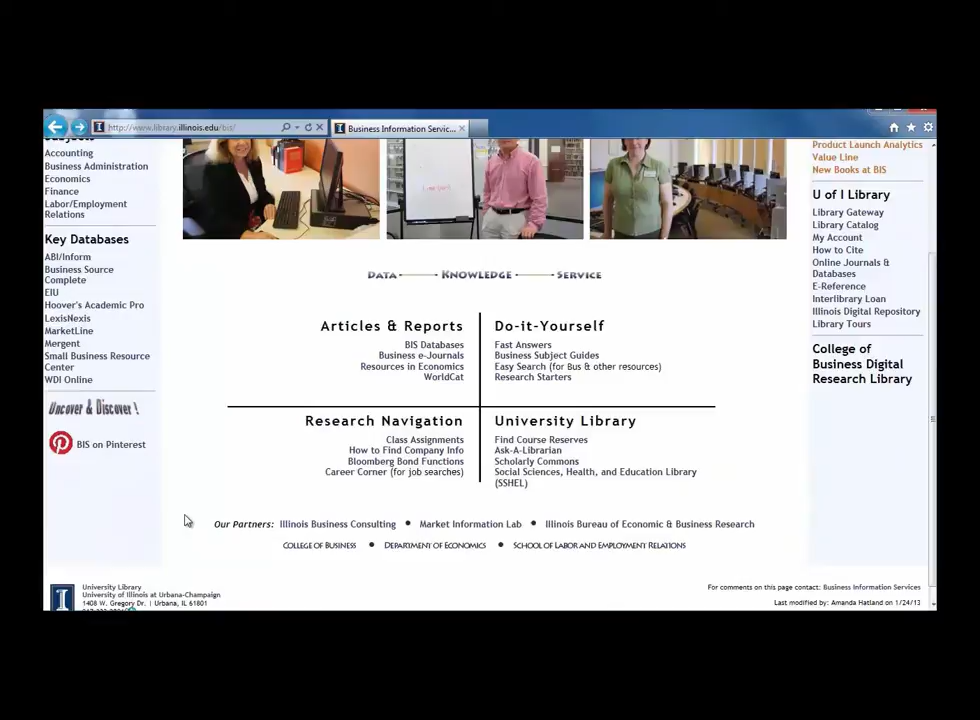 http://www.library.illinois.edu/bis/
Business Information Servic...
Subjects
Accounting
Business Administration
Economics
Finance
Labor/Employment
Relations
Key Databases
ABI/Inform
Business Source
Complete
EIU
Hoover's Academic Pro
LexisNexis
MarketLine
Mergent
Small Business Resource
Center
WDI Online
Uncover & Discover !
BIS on Pinterest
DATA KNOWLEDGE SERVICE
Articles & Reports
BIS Databases
Business e-Journals
Resources in Economics
WorldCat
Do-it-Yourself
Fast Answers
Business Subject Guides
Easy Search (for Bus & other resources)
Research Starters
Research Navigation
Class Assignments
How to Find Company Info
Bloomberg Bond Functions
Career Corner (for job searches)
University Library
Find Course Reserves
Ask-A-Librarian
Scholarly Commons
Social Sciences, Health, and Education Library
(SSHEL)
Our Partners: Illinois Business Consulting • Market Information Lab • Illinois Bureau of Economic & Business Research
COLLEGE OF BUSINESS • DEPARTMENT OF ECONOMICS • SCHOOL OF LABOR AND EMPLOYMENT RELATIONS
Product Launch Analytics
Value Line
New Books at BIS
U of I Library
Library Gateway
Library Catalog
My Account
How to Cite
Online Journals &
Databases
E-Reference
Interlibrary Loan
Illinois Digital Repository
Library Tours
College of
Business Digital
Research Library
University Library
University of Illinois at Urbana-Champaign
1408 W. Gregory Dr. | Urbana, IL 61801
For comments on this page contact: Business Information Services
Last modified by: Amanda Hatland on 1/24/13